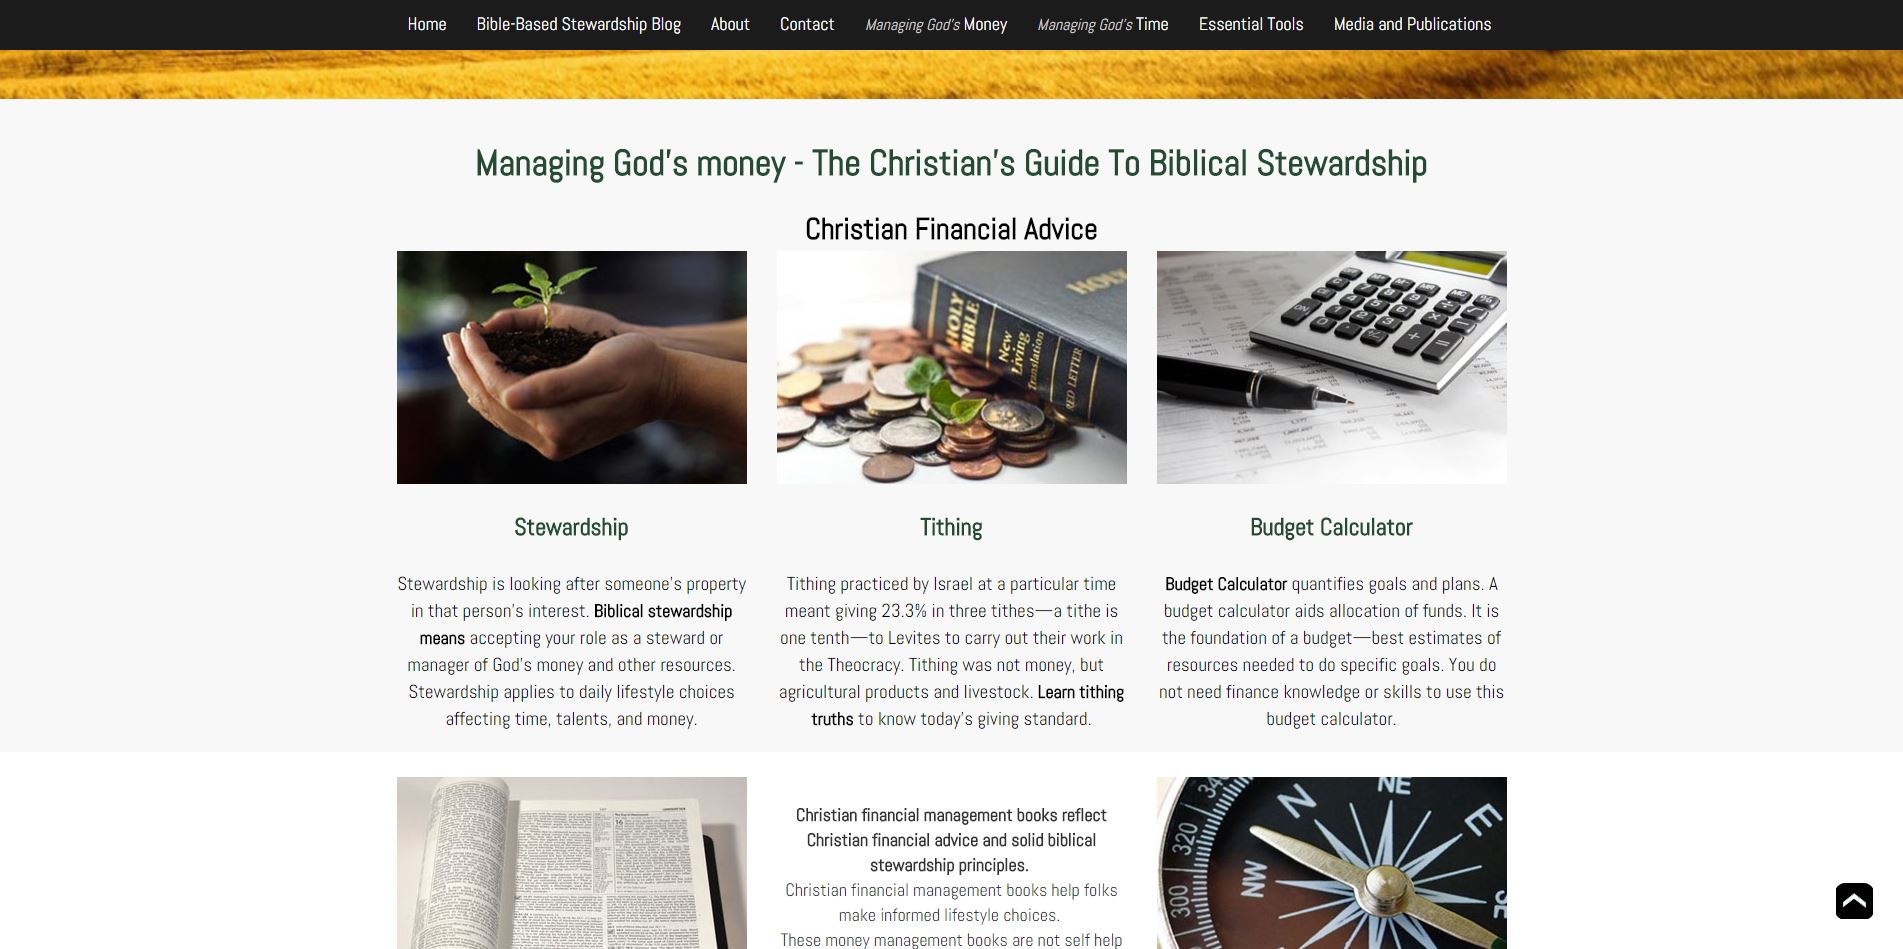 Home Bible-Based Stewardship Blog About Contact Managing God's Money Managing God's Time Essential Tools Media and Publications
Managing God's money - The Christian's Guide To Biblical Stewardship
Christian Financial Advice
HOLY BIBLE
New Living Translation
RED LETTER
HOLY
Stewardship
Stewardship is looking after someone's property
in that person's interest. Biblical stewardship
means accepting your role as a steward or
manager of God's money and other resources.
Stewardship applies to daily lifestyle choices
affecting time, talents, and money.
Tithing
Tithing practiced by Israel at a particular time
meant giving 23.3% in three tithes—a tithe is
one tenth—to Levites to carry out their work in
the Theocracy. Tithing was not money, but
agricultural products and livestock. Learn tithing
truths to know today's giving standard.
Budget Calculator
Budget Calculator quantifies goals and plans. A
budget calculator aids allocation of funds. It is
the foundation of a budget—best estimates of
resources needed to do specific goals. You do
not need finance knowledge or skills to use this
budget calculator.
Christian financial management books reflect
Christian financial advice and solid biblical
stewardship principles.
Christian financial management books help folks
make informed lifestyle choices.
These money management books are not self help
340
N
NE
E
320
NW
300
SE